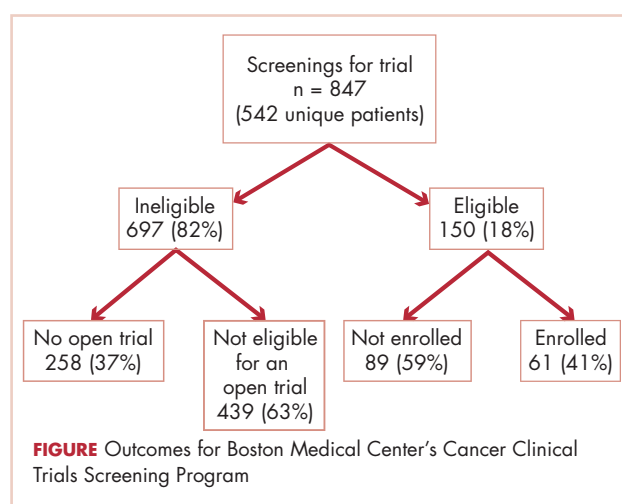 Screenings for trial
n = 847
(542 unique patients)
Ineligible
697 (82%)
Eligible
150 (18%)
No open trial
258 (37%)
Not eligible
for an
open trial
439 (63%)
Not enrolled
89 (59%)
Enrolled
61 (41%)
FIGURE Outcomes for Boston Medical Center’s Cancer Clinical
Trials Screening Program